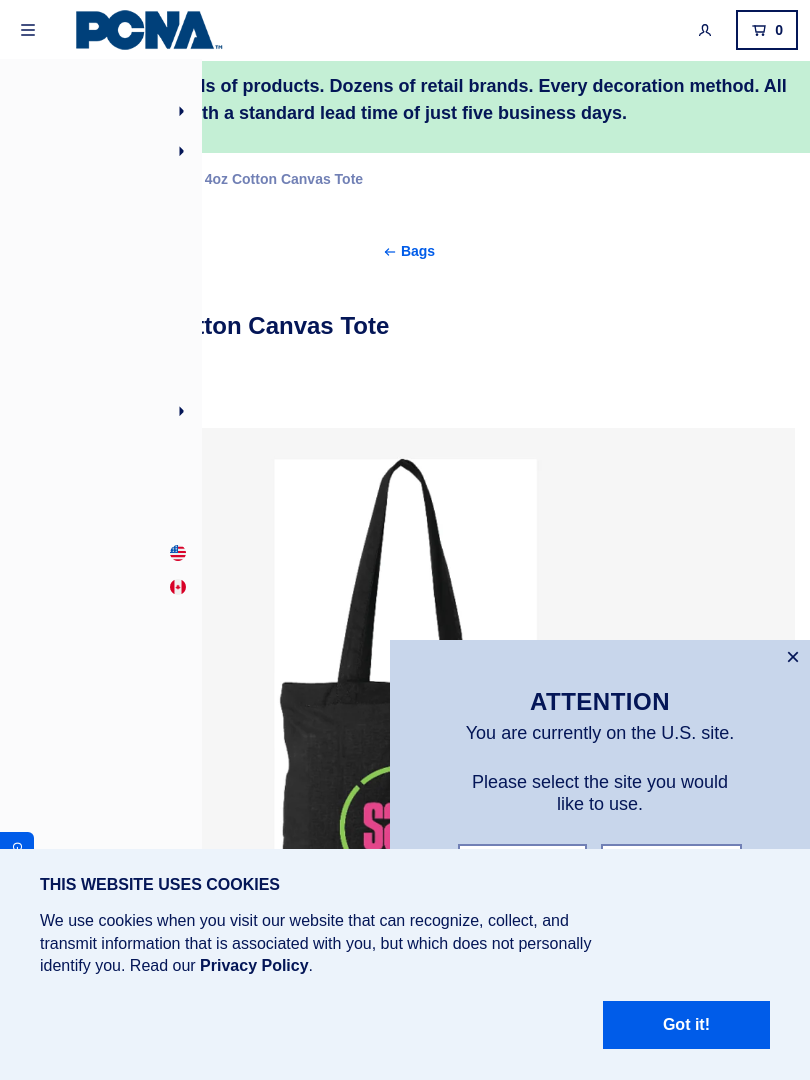 PCNA™
0
of products. Dozens of retail brands. Every decoration method. All
a standard lead time of just five business days.
4oz Cotton Canvas Tote
← Bags
Canvas Tote
ATTENTION
You are currently on the U.S. site.
Please select the site you would
like to use.
THIS WEBSITE USES COOKIES
We use cookies when you visit our website that can recognize, collect, and
transmit information that is associated with you, but which does not personally
identify you. Read our Privacy Policy.
Got it!